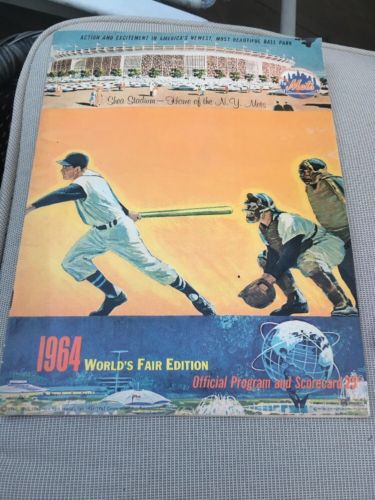 ACTION AND EXCITEMENT IN AMERICA'S NEWEST, MOST BEAUTIFUL BALL PARK
Mets
Shea Stadium — Home of the N.Y. Mets
1964 WORLD'S FAIR EDITION
Official Program and Scorecard 25¢